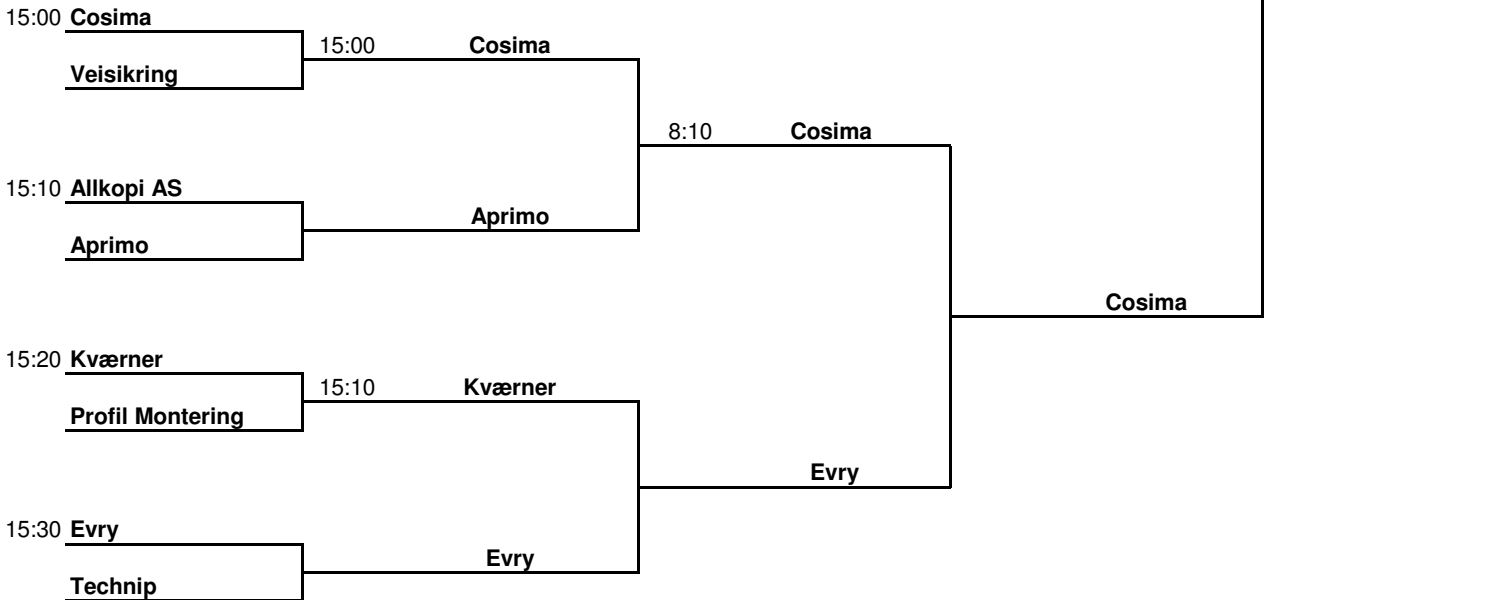 15:00 Cosima
15:00 Cosima
Veisikring
8:10 Cosima
15:10 Allkopi AS
Aprimo
Aprimo
Cosima
15:20 Kværner
15:10 Kværner
Profil Montering
Evry
15:30 Evry
Evry
Technip